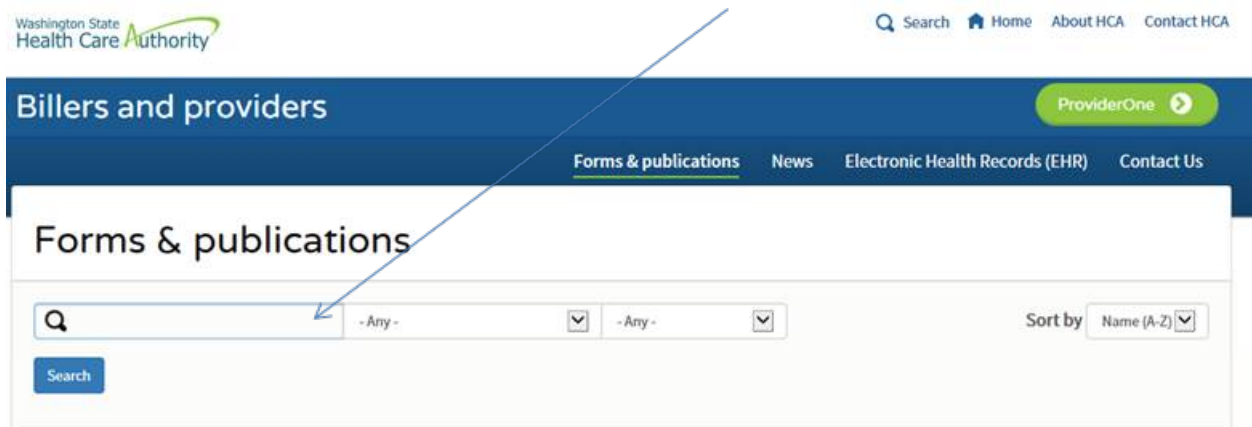 Washington State
Health Care Authority
Search Home About HCA Contact HCA
Billers and providers
ProviderOne
Forms & publications News Electronic Health Records (EHR) Contact Us
Forms & publications
- Any - - Any - Sort by Name (A-Z)
Search